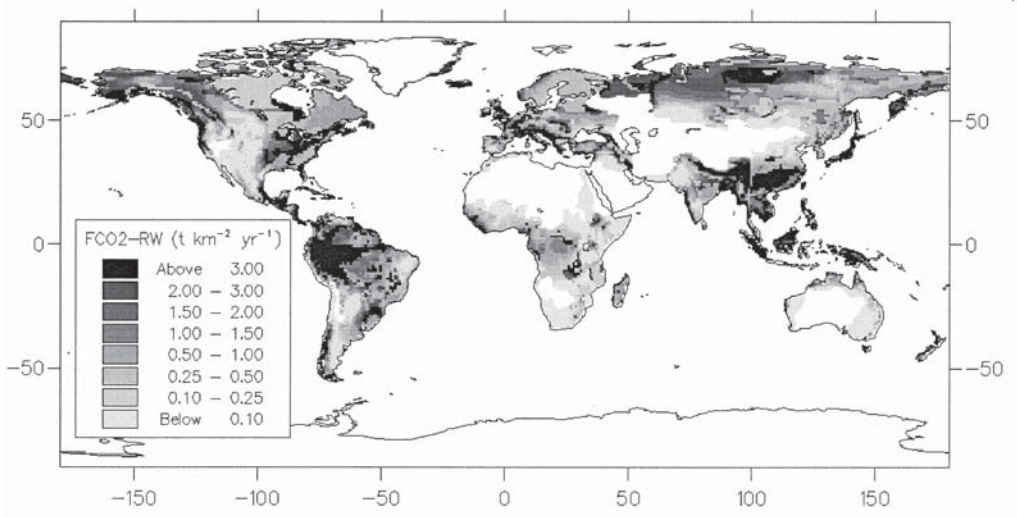 50
0
−50
50
0
−50
FCO2−RW (t km⁻² yr⁻¹)
Above 3.00
2.00 − 3.00
1.50 − 2.00
1.00 − 1.50
0.50 − 1.00
0.25 − 0.50
0.10 − 0.25
Below 0.10
−150 −100 −50 0 50 100 150